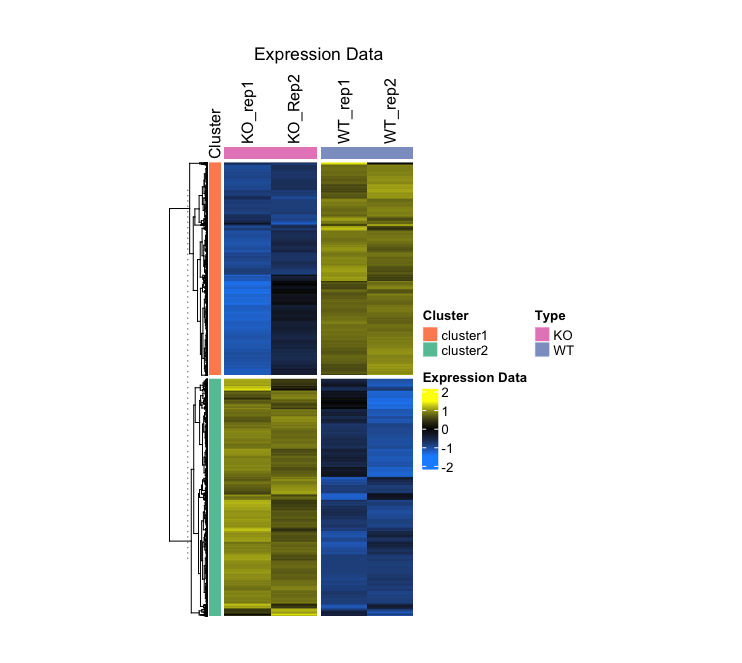 Expression Data
Cluster
KO_rep1
KO_Rep2
WT_rep1
WT_rep2
Cluster
cluster1
cluster2
Type
KO
WT
Expression Data
2
1
0
-1
-2